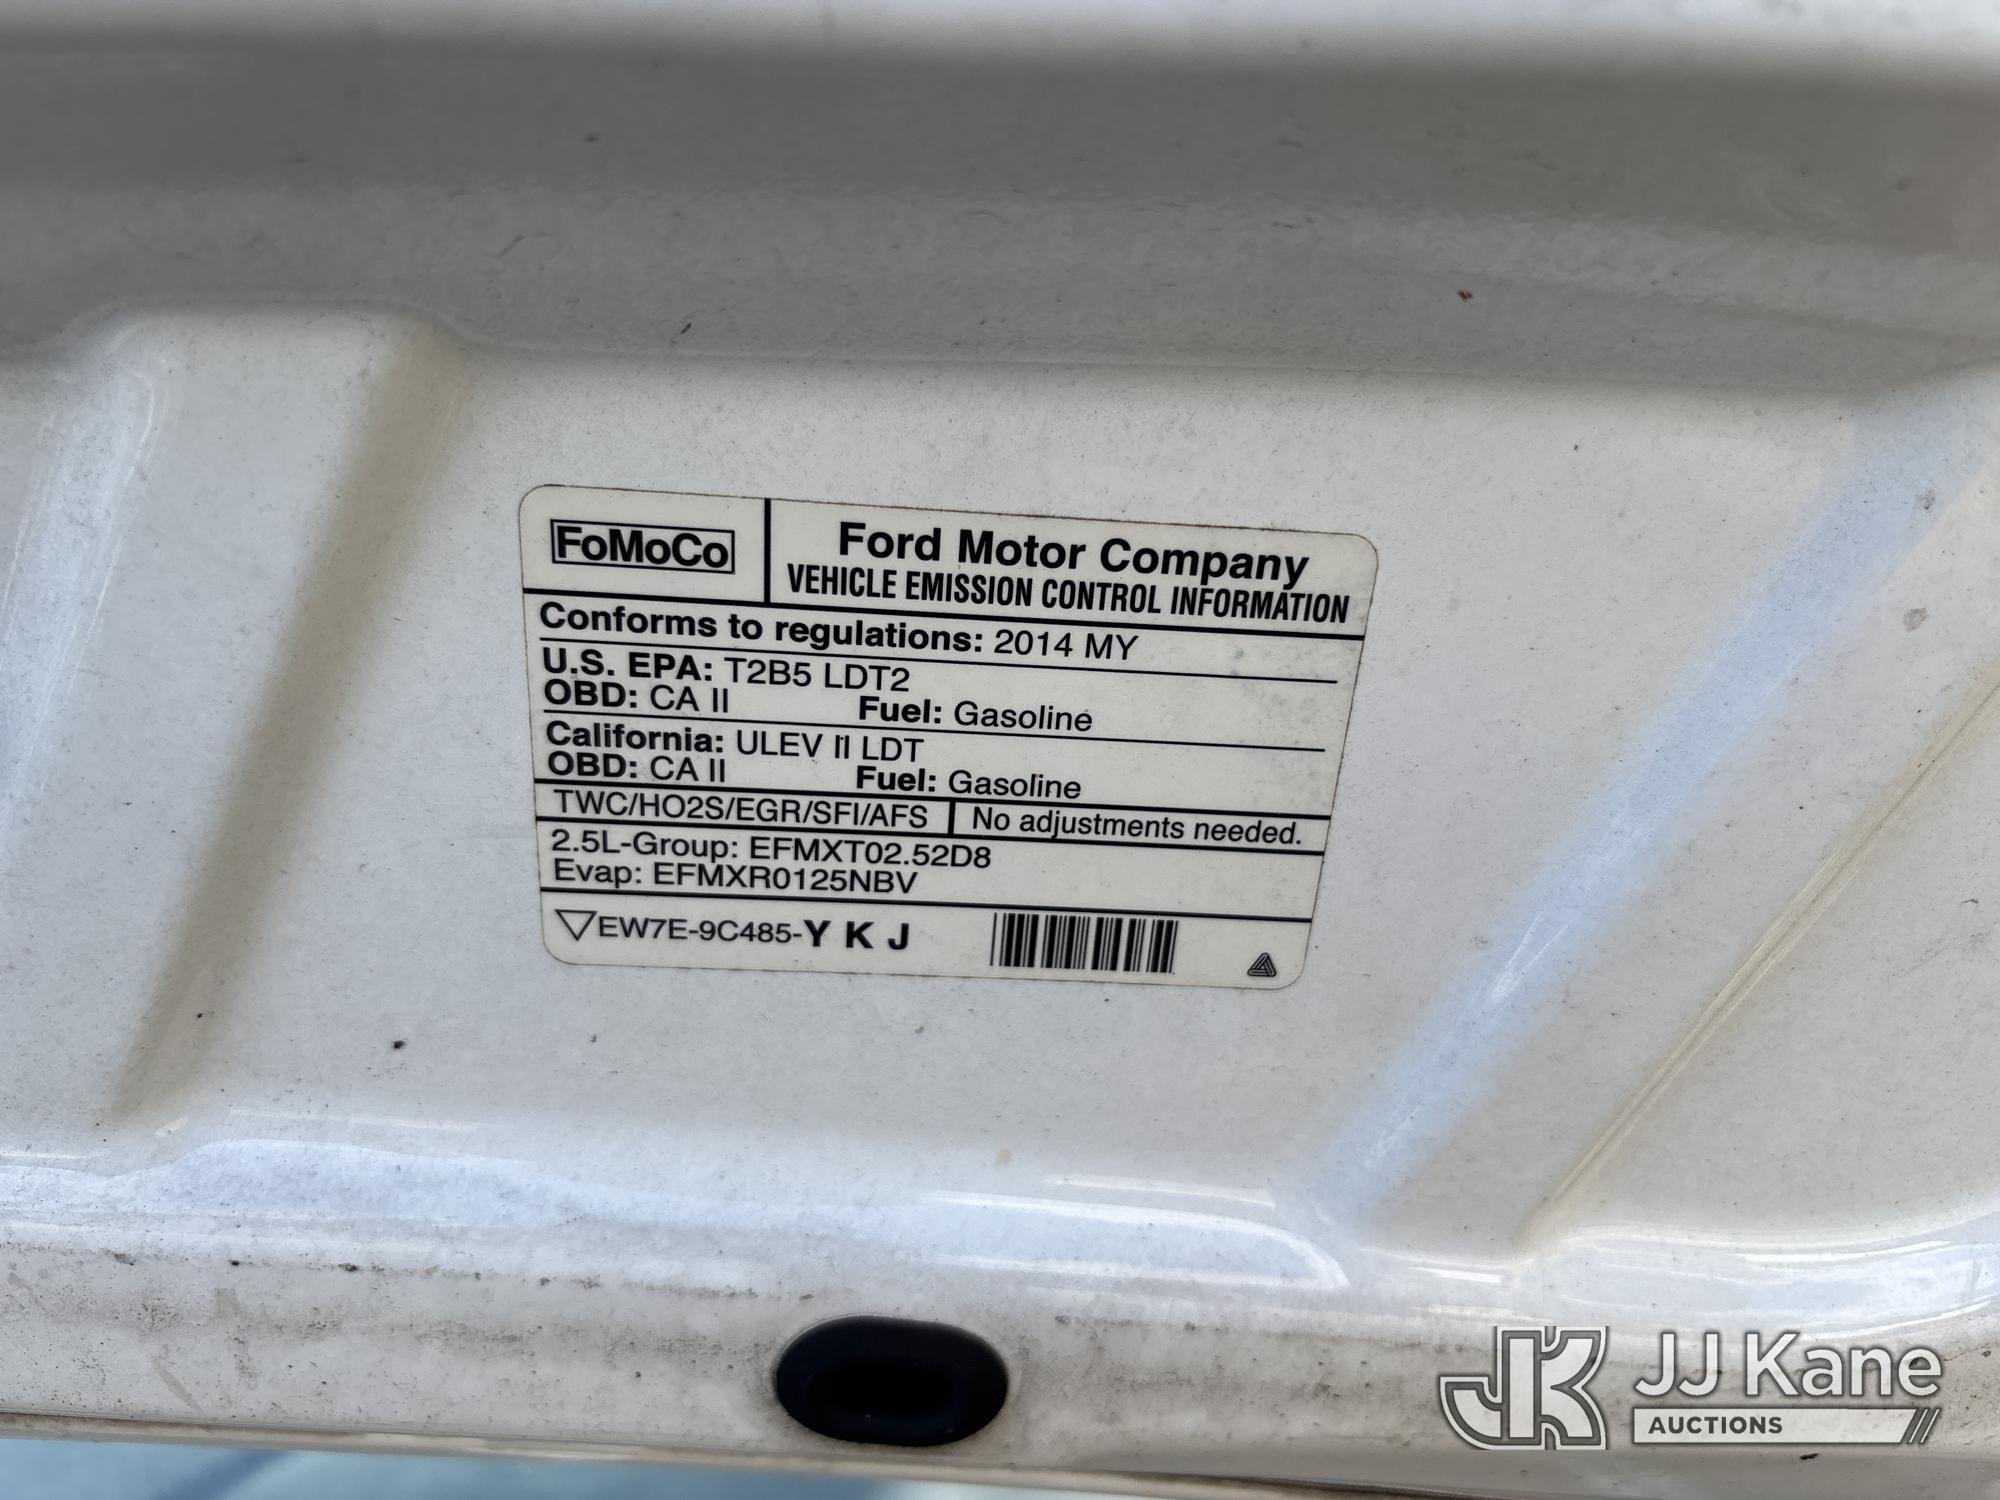 FoMoCo
Ford Motor Company
VEHICLE EMISSION CONTROL INFORMATION
Conforms to regulations: 2014 MY
U.S. EPA: T2B5 LDT2
OBD: CA II Fuel: Gasoline
California: ULEV II LDT
OBD: CA II Fuel: Gasoline
TWC/HO2S/EGR/SFI/AFS No adjustments needed.
2.5L-Group: EFMXT02.52D8
Evap: EFMXR0125NBV
EW7E-9C485-Y K J
JK JJ Kane
AUCTIONS